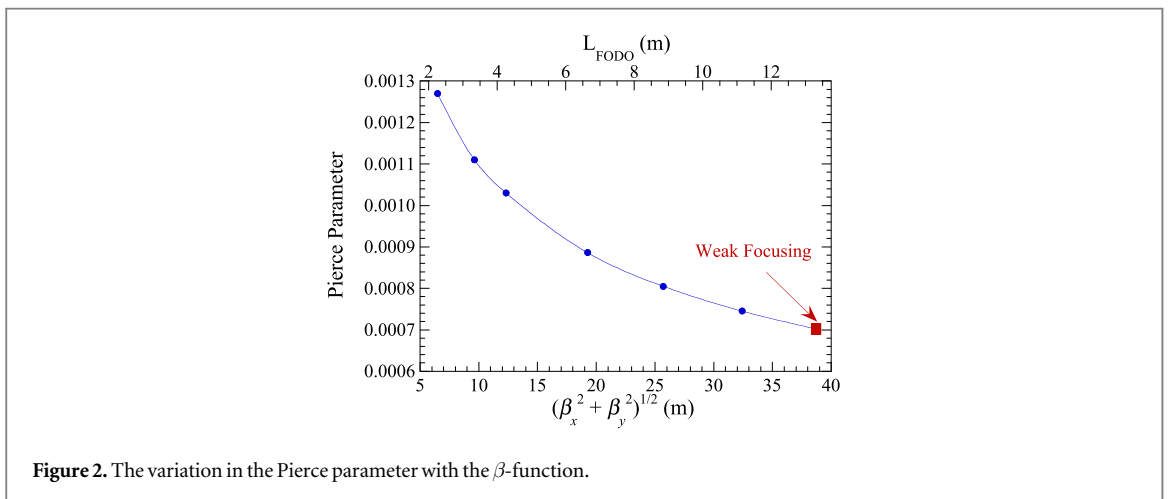 L_FODO (m)
2 4 6 8 10 12
0.0013
0.0012
0.0011
0.0010
0.0009
0.0008
0.0007
0.0006
Pierce Parameter
Weak Focusing
5 10 15 20 25 30 35 40
(β_x^2 + β_y^2)^1/2 (m)
Figure 2. The variation in the Pierce parameter with the β-function.